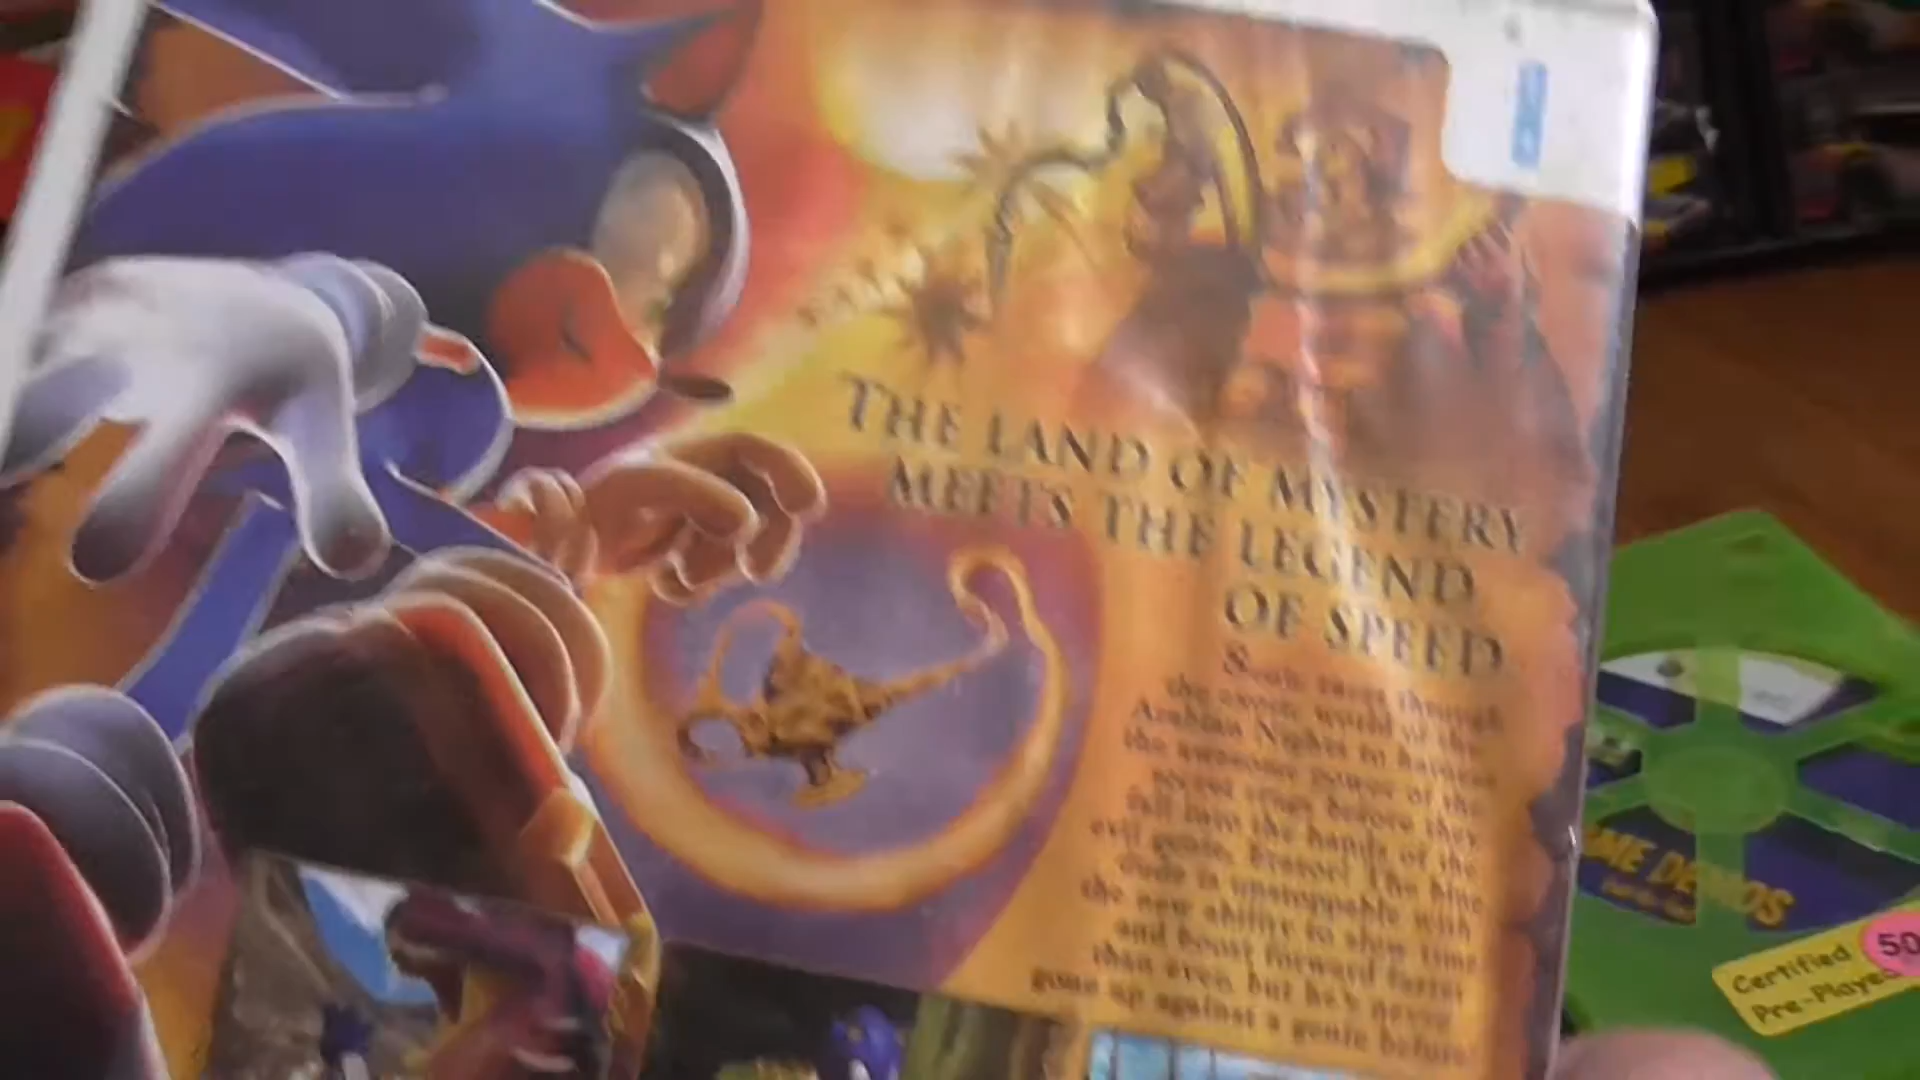 THE LAND OF MYSTERY
MEETS THE LEGEND
OF SPEED
Sonic races through
the exotic world of the
Arabian Nights to harness
the awesome power of the
seven rings before they
fall into the hands of the
evil genie, Erazor! The blue
dude is unstoppable with
the new ability to slow time
and boost forward faster
than ever, but he's never
gone up against a genie before
DEMOS
Certified
Pre-Played
50